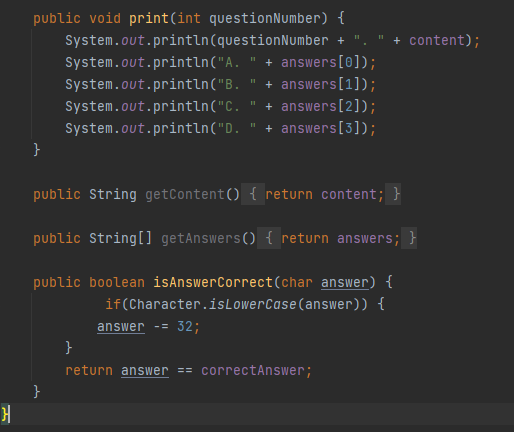 public void print(int questionNumber) {
System.out.println(questionNumber + ". " + content);
System.out.println("A. " + answers[0]);
System.out.println("B. " + answers[1]);
System.out.println("C. " + answers[2]);
System.out.println("D. " + answers[3]);
}
public String getContent() { return content; }
public String[] getAnswers() { return answers; }
public boolean isAnswerCorrect(char answer) {
if(Character.isLowerCase(answer)) {
answer -= 32;
}
return answer == correctAnswer;
}
}